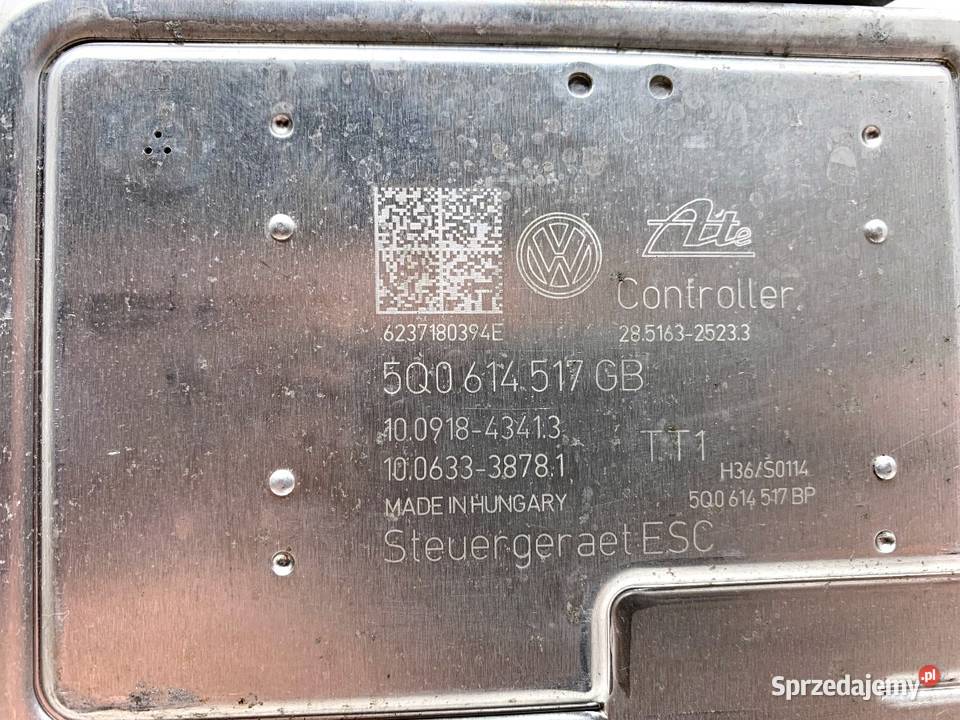 Ate
Controller
6237180394E
28.5163-2523.3
5Q0 614 517 GB
10.0918-4341.3
10.0633-3878.1
TT1
H36/S0114
MADE IN HUNGARY
5Q0 614 517 BP
Steuergeraet ESC
Sprzedajemy.pl